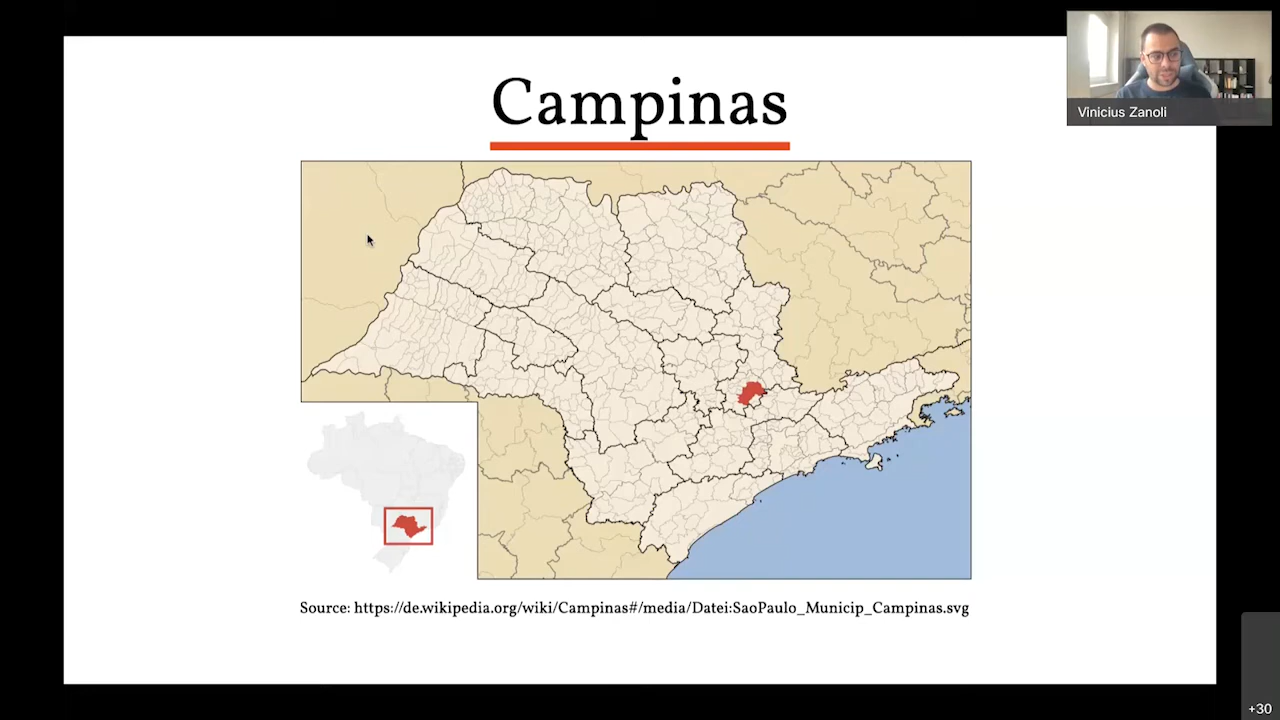 Campinas
Vinicius Zanoli
Source: https://de.wikipedia.org/wiki/Campinas#/media/Datei:SaoPaulo_Municip_Campinas.svg
+30